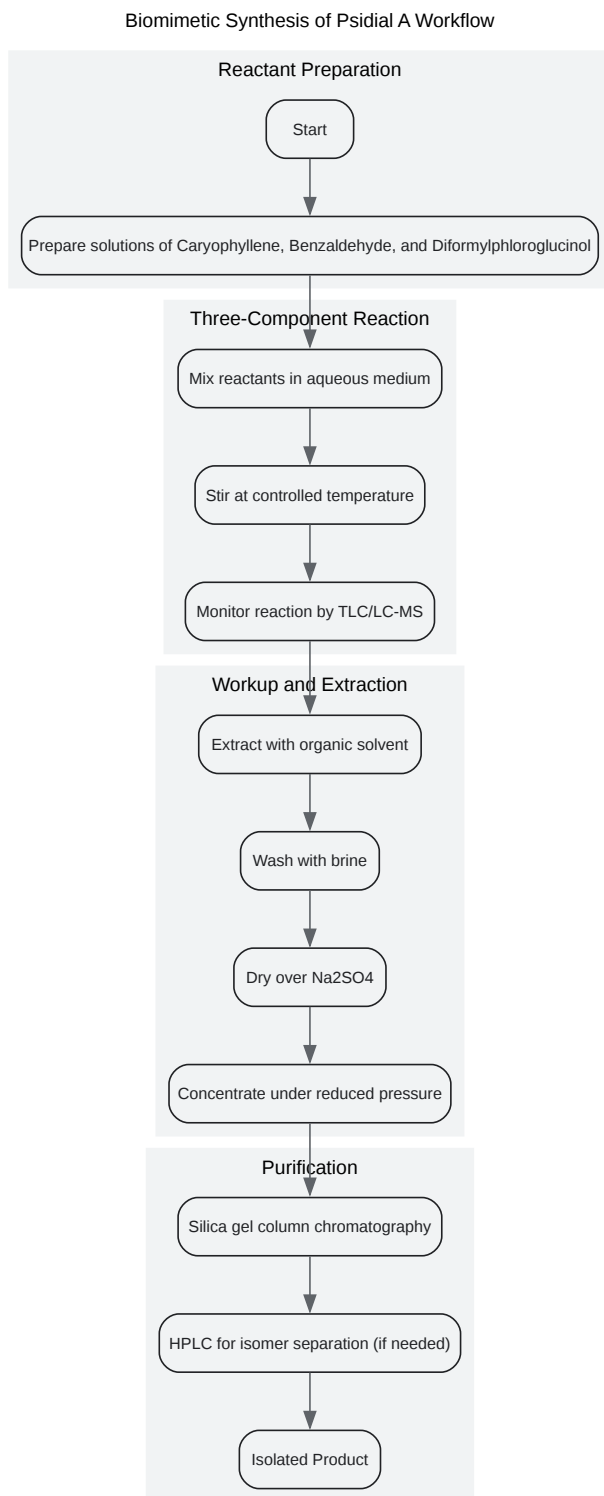 Biomimetic Synthesis of Psidial A Workflow
Reactant Preparation
Start
Prepare solutions of Caryophyllene, Benzaldehyde, and Diformylphloroglucinol
Three-Component Reaction
Mix reactants in aqueous medium
Stir at controlled temperature
Monitor reaction by TLC/LC-MS
Workup and Extraction
Extract with organic solvent
Wash with brine
Dry over Na2SO4
Concentrate under reduced pressure
Purification
Silica gel column chromatography
HPLC for isomer separation (if needed)
Isolated Product